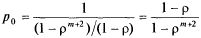 p₀ = 1 / ((1 − ρ^{m+2})/(1 − ρ)) = (1 − ρ) / (1 − ρ^{m+2})